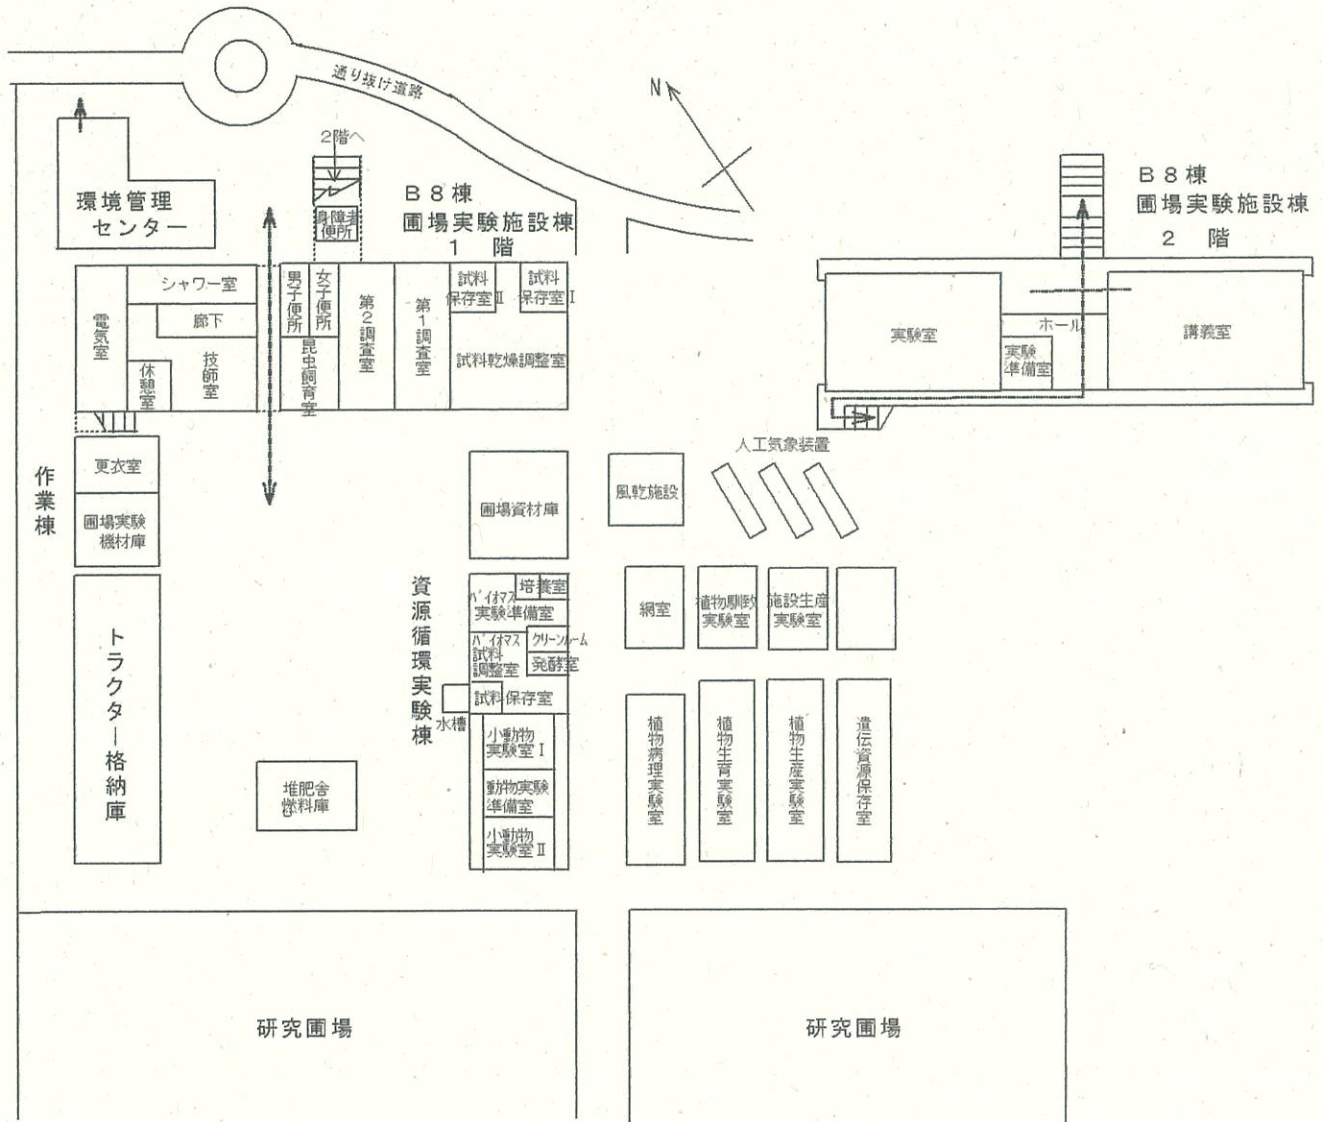 通り抜け道路
N
2階へ
環境管理
センター
身障者
便所
B8棟
圃場実験施設棟
1 階
B8棟
圃場実験施設棟
2 階
電気室
シャワー室
廊下
休憩室
技師室
男子便所
女子便所
昆虫飼育室
第2調査室
第1調査室
試料
保存室Ⅱ
試料
保存室Ⅰ
試料乾燥調整室
実験室
ホール
実験
準備室
講義室
作業棟
更衣室
圃場実験
機材庫
トラクター格納庫
圃場資材庫
風乾施設
人工気象装置
資源循環実験棟
バイオマス
実験準備室
培養室
バイオマス
試料
調整室
クリーンルーム
発酵室
試料保存室
水槽
小動物
実験室Ⅰ
動物実験
準備室
小動物
実験室Ⅱ
堆肥舎
燃料庫
網室
植物馴致
実験室
施設生産
実験室
植物病理実験室
植物生育実験室
植物生産実験室
遺伝資源保存室
研究圃場
研究圃場